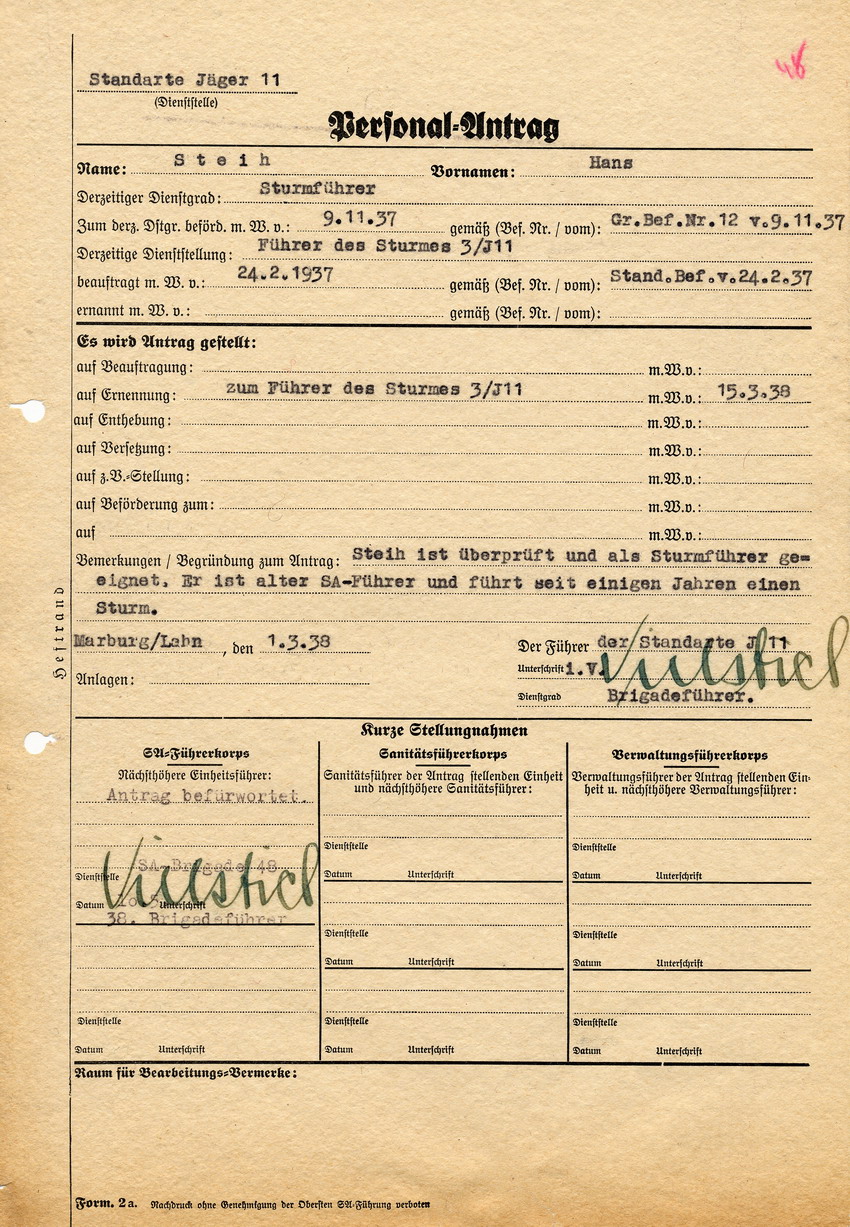 48
Standarte Jäger 11
(Dienststelle)
Personal-Antrag
Name: Steih Vornamen: Hans
Derzeitiger Dienstgrad: Sturmführer
Zum derz. Dstgr. beförd. m. W. v.: 9.11.37 gemäß (Bef. Nr. / vom): Gr.Bef.Nr.12 v.9.11.37
Derzeitige Dienststellung: Führer des Sturmes 3/J11
beauftragt m. W. v.: 24.2.1937 gemäß (Bef. Nr. / vom): Stand.Bef.v.24.2.37
ernannt m. W. v.: gemäß (Bef. Nr. / vom):
Es wird Antrag gestellt:
auf Beauftragung: m.W.v.:
auf Ernennung: zum Führer des Sturmes 3/J11 m.W.v.: 15.3.38
auf Enthebung: m.W.v.:
auf Versetzung: m.W.v.:
auf z.V.-Stellung: m.W.v.:
auf Beförderung zum: m.W.v.:
auf m.W.v.:
Bemerkungen / Begründung zum Antrag: Steih ist überprüft und als Sturmführer ge=
eignet. Er ist alter SA-Führer und führt seit einigen Jahren einen
Sturm.
Heftrand
Marburg/Lahn, den 1.3.38 Der Führer der Standarte J 11
Unterschrift i.V. Vielstich
Anlagen: Dienstgrad Brigadeführer.
Kurze Stellungnahmen
SA-Führerkorps
Nächsthöhere Einheitsführer:
Antrag befürwortet.
SA-Brigade 48
Dienststelle Vielstich
Datum Unterschrift
38. Brigadeführer
Dienststelle
Datum Unterschrift
Sanitätsführerkorps
Sanitätsführer der Antrag stellenden Einheit
und nächsthöhere Sanitätsführer:
Dienststelle
Datum Unterschrift
Dienststelle
Datum Unterschrift
Dienststelle
Datum Unterschrift
Verwaltungsführerkorps
Verwaltungsführer der Antrag stellenden Ein-
heit u. nächsthöhere Verwaltungsführer:
Dienststelle
Datum Unterschrift
Dienststelle
Datum Unterschrift
Dienststelle
Datum Unterschrift
Raum für Bearbeitungs-Vermerke:
Form. 2a. Nachdruck ohne Genehmigung der Obersten SA-Führung verboten